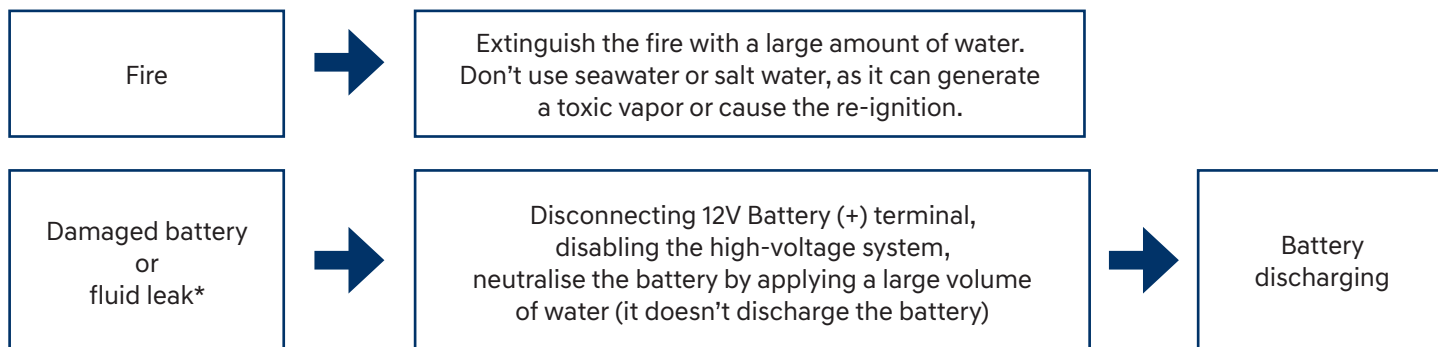 Fire
Extinguish the fire with a large amount of water.
Don’t use seawater or salt water, as it can generate
a toxic vapor or cause the re-ignition.
Damaged battery
or
fluid leak*
Disconnecting 12V Battery (+) terminal,
disabling the high-voltage system,
neutralise the battery by applying a large volume
of water (it doesn’t discharge the battery)
Battery
discharging